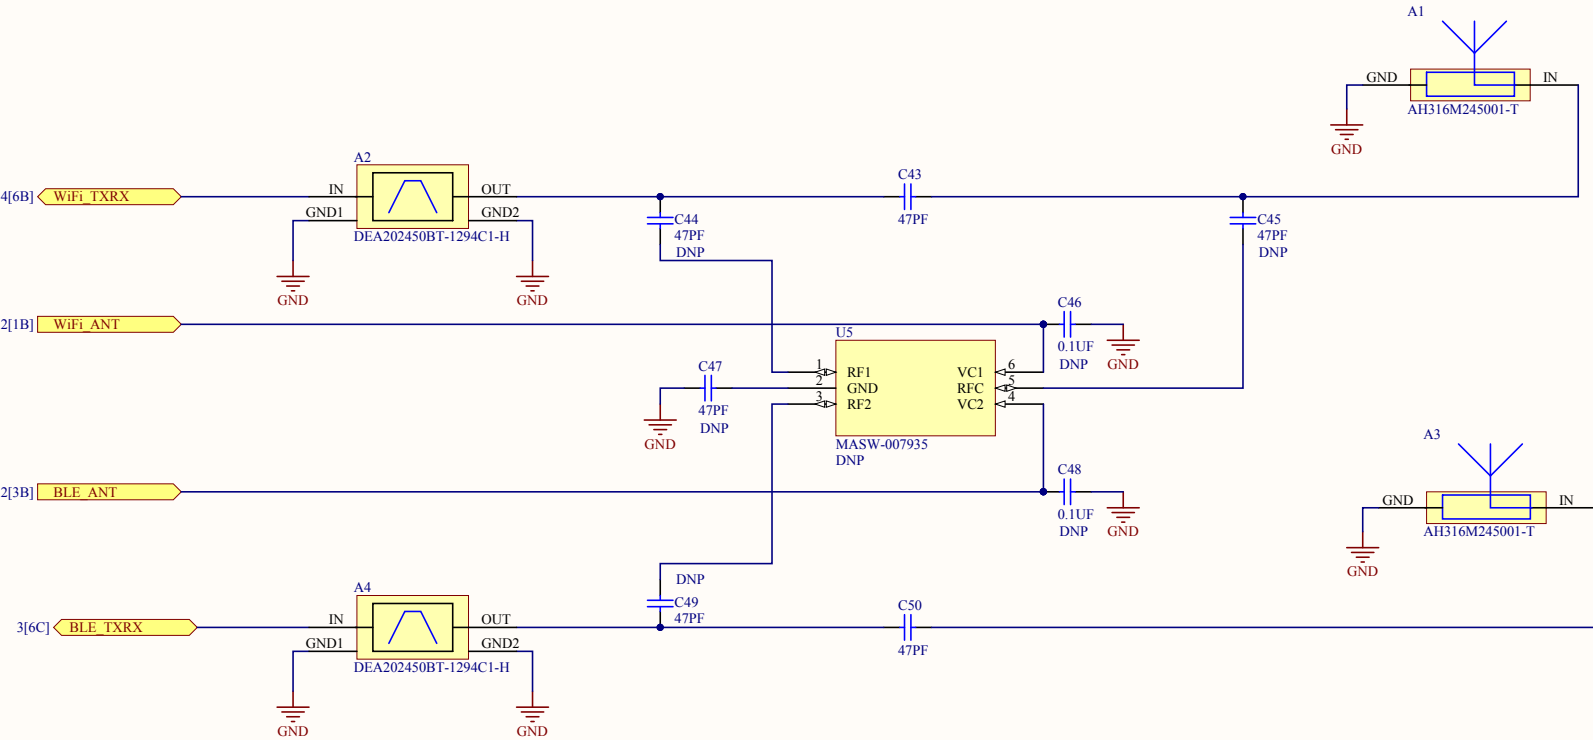 A1
GND
IN
AH316M245001-T
GND
A2
4[6B]
WiFi_TXRX
IN
OUT
GND1
GND2
DEA202450BT-1294C1-H
GND
GND
C43
47PF
C44
47PF
DNP
C45
47PF
DNP
2[1B]
WiFi_ANT
C46
0.1UF
DNP
GND
U5
1
RF1
2
GND
3
RF2
VC1
6
RFC
5
VC2
4
MASW-007935
DNP
C47
47PF
DNP
GND
2[3B]
BLE_ANT
C48
0.1UF
DNP
GND
A3
GND
IN
AH316M245001-T
GND
DNP
C49
47PF
C50
47PF
A4
3[6C]
BLE_TXRX
IN
OUT
GND1
GND2
DEA202450BT-1294C1-H
GND
GND